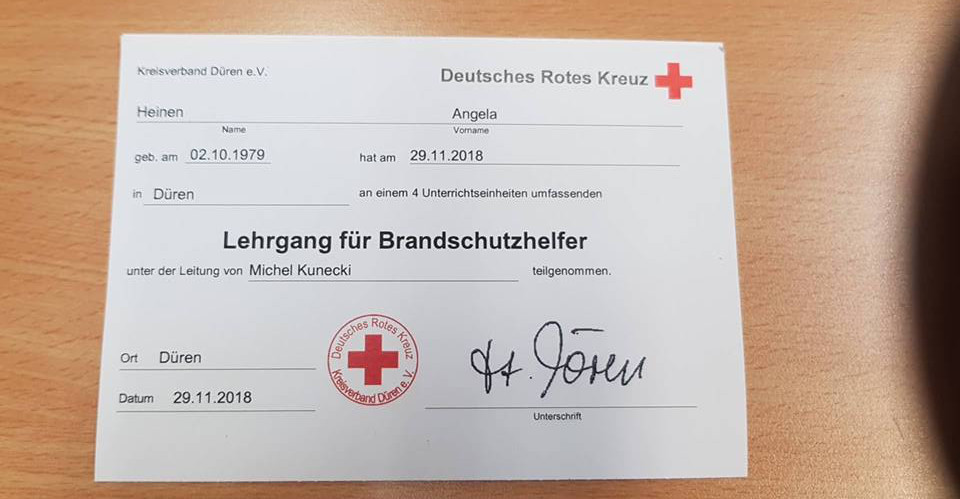 Kreisverband Düren e.V.
Deutsches Rotes Kreuz
Heinen Angela
Name Vorname
geb. am 02.10.1979 hat am 29.11.2018
in Düren an einem 4 Unterrichtseinheiten umfassenden
Lehrgang für Brandschutzhelfer
unter der Leitung von Michel Kunecki teilgenommen.
Deutsches Rotes Kreuz
Kreisverband Düren e.V.
Ort Düren
Datum 29.11.2018
Unterschrift